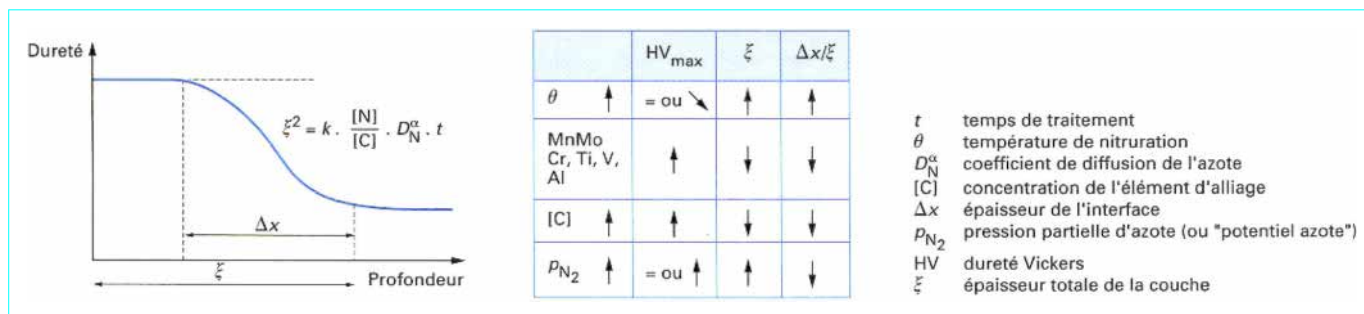 Dureté
ξ² = k . [N]/[C] . D_N^α . t
Δx
ξ
Profondeur
HV_max ξ Δx/ξ
θ ↑ = ou ↘ ↑ ↑
MnMo
Cr, Ti, V,
Al
↑ ↓ ↓
[C] ↑ ↑ ↓ ↓
p_N₂ ↑ = ou ↑ ↑ ↓
t temps de traitement
θ température de nitruration
D_N^α coefficient de diffusion de l'azote
[C] concentration de l'élément d'alliage
Δx épaisseur de l'interface
p_N₂ pression partielle d'azote (ou "potentiel azote")
HV dureté Vickers
ξ épaisseur totale de la couche